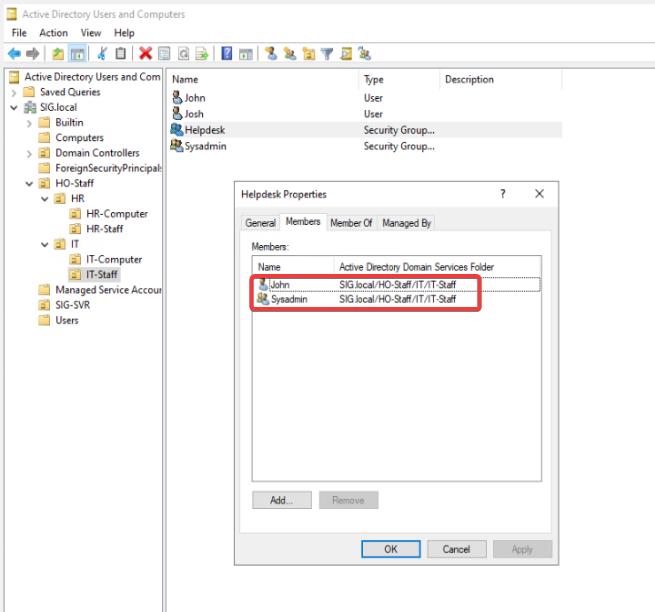 Active Directory Users and Computers
File Action View Help
Active Directory Users and Com
Saved Queries
SIG.local
Builtin
Computers
Domain Controllers
ForeignSecurityPrincipals
HO-Staff
HR
HR-Computer
HR-Staff
IT
IT-Computer
IT-Staff
Managed Service Accour
SIG-SVR
Users
Name Type Description
John User
Josh User
Helpdesk Security Group...
Sysadmin Security Group...
Helpdesk Properties
General Members Member Of Managed By
Members:
Name Active Directory Domain Services Folder
John SIG.local/HO-Staff/IT/IT-Staff
Sysadmin SIG.local/HO-Staff/IT/IT-Staff
Add... Remove
OK Cancel Apply